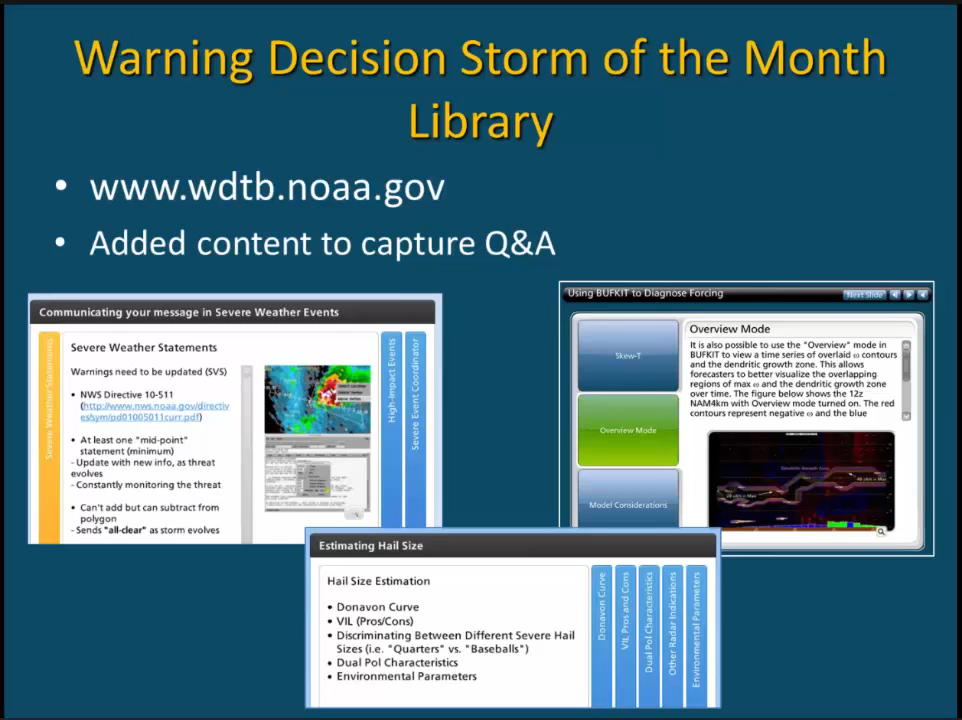 Warning Decision Storm of the Month
Library
• www.wdtb.noaa.gov
• Added content to capture Q&A
Communicating your message in Severe Weather Events
Severe Weather Statements
Severe Weather Statements
Warnings need to be updated (SVS)
• NWS Directive 10-511
(http://www.nws.noaa.gov/directiv
es/sym/pd01005011curr.pdf)
• At least one "mid-point"
statement (minimum)
- Update with new info, as threat
evolves
- Constantly monitoring the threat
• Can't add but can subtract from
polygon
- Sends "all-clear" as storm evolves
High-Impact Events
Severe Event Coordinator
Using BUFKIT to Diagnose Forcing
Next Slide
Skew-T
Overview Mode
Model Considerations
Overview Mode
It is also possible to use the "Overview" mode in
BUFKIT to view a time series of overlaid ω contours
and the dendritic growth zone. This allows
forecasters to better visualize the overlapping
regions of max ω and the dendritic growth zone
over time. The figure below shows the 12z
NAM4km with Overview mode turned on. The red
contours represent negative ω and the blue
Estimating Hail Size
Hail Size Estimation
• Donavon Curve
• VIL (Pros/Cons)
• Discriminating Between Different Severe Hail
Sizes (i.e. "Quarters" vs. "Baseballs")
• Dual Pol Characteristics
• Environmental Parameters
Donavon Curve
VIL Pros and Cons
Dual Pol Characteristics
Other Radar Indications
Environmental Parameters